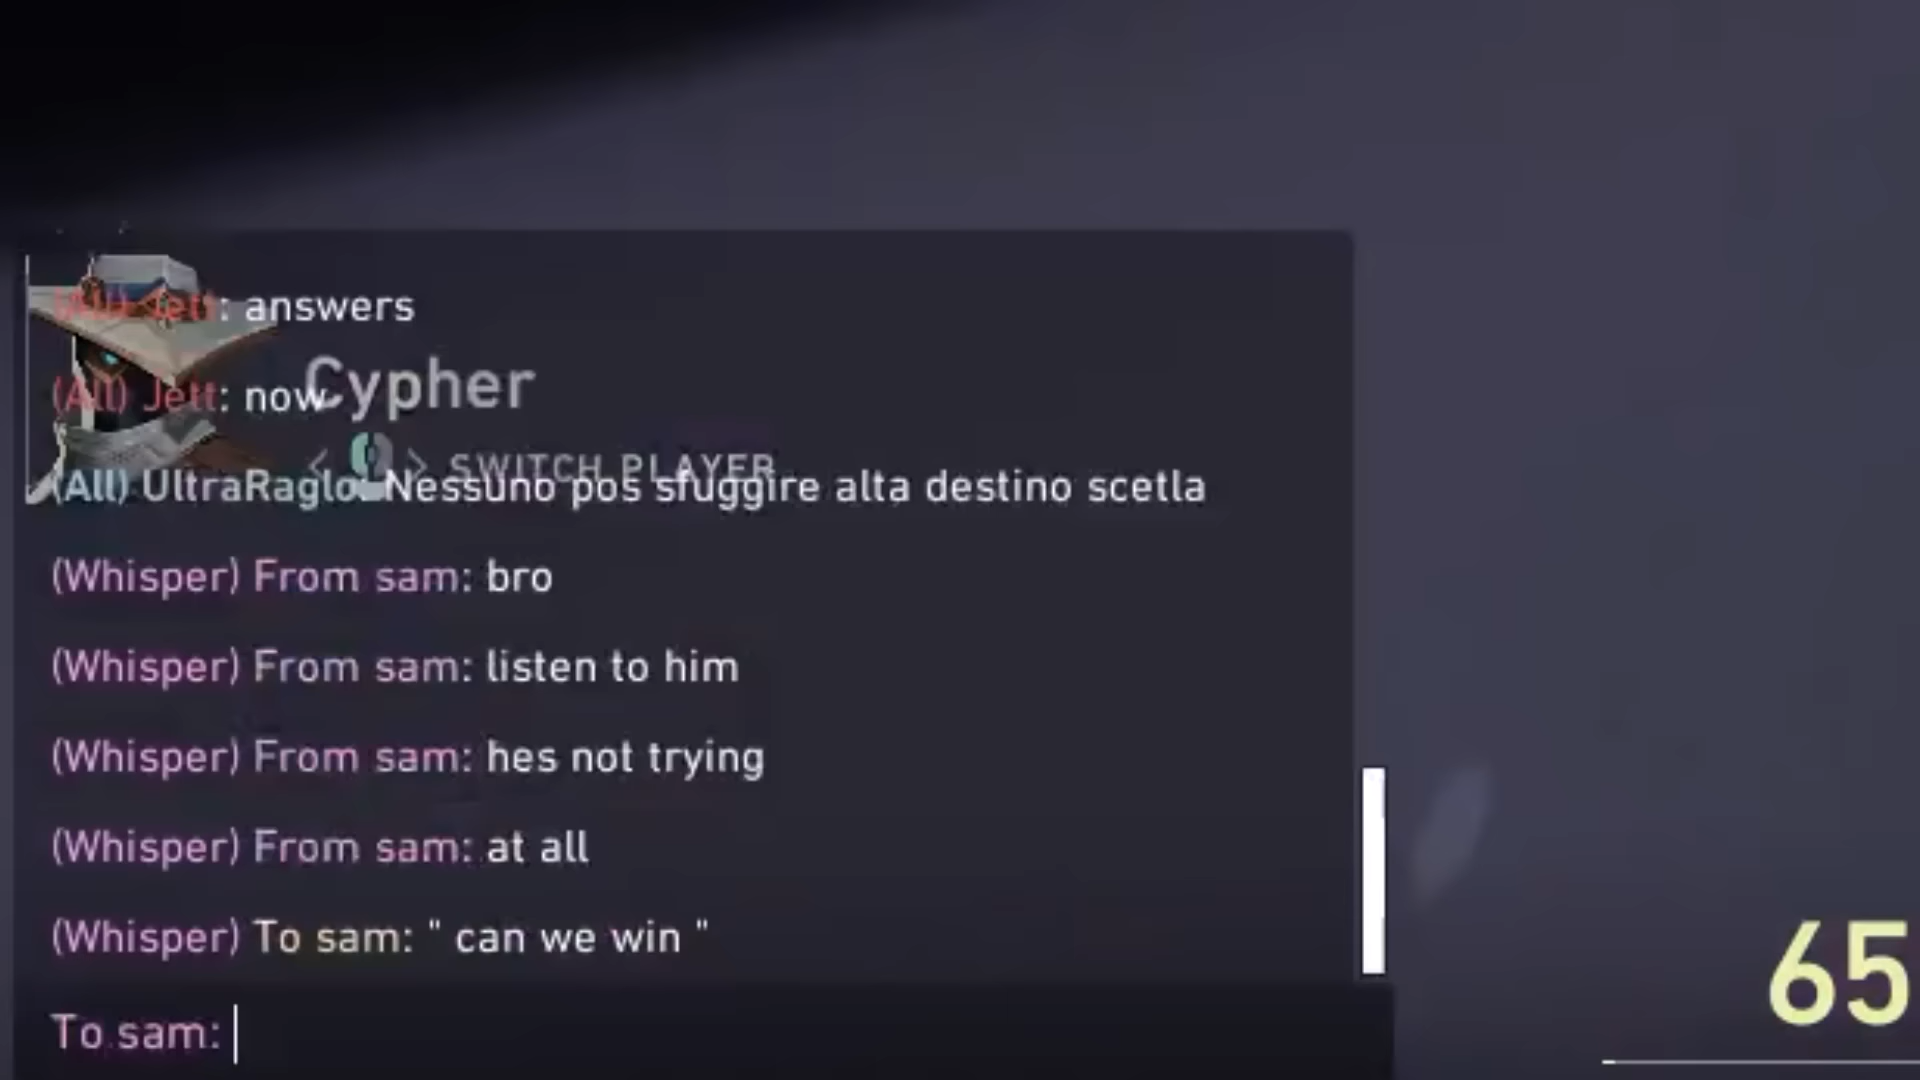 (All) Jett: answers
Cypher
(All) Jett: now
< > SWITCH PLAYER
(All) UltraRaglo: Nessuno pos sfuggire alta destino scetla
(Whisper) From sam: bro
(Whisper) From sam: listen to him
(Whisper) From sam: hes not trying
(Whisper) From sam: at all
(Whisper) To sam: " can we win "
To sam:
65